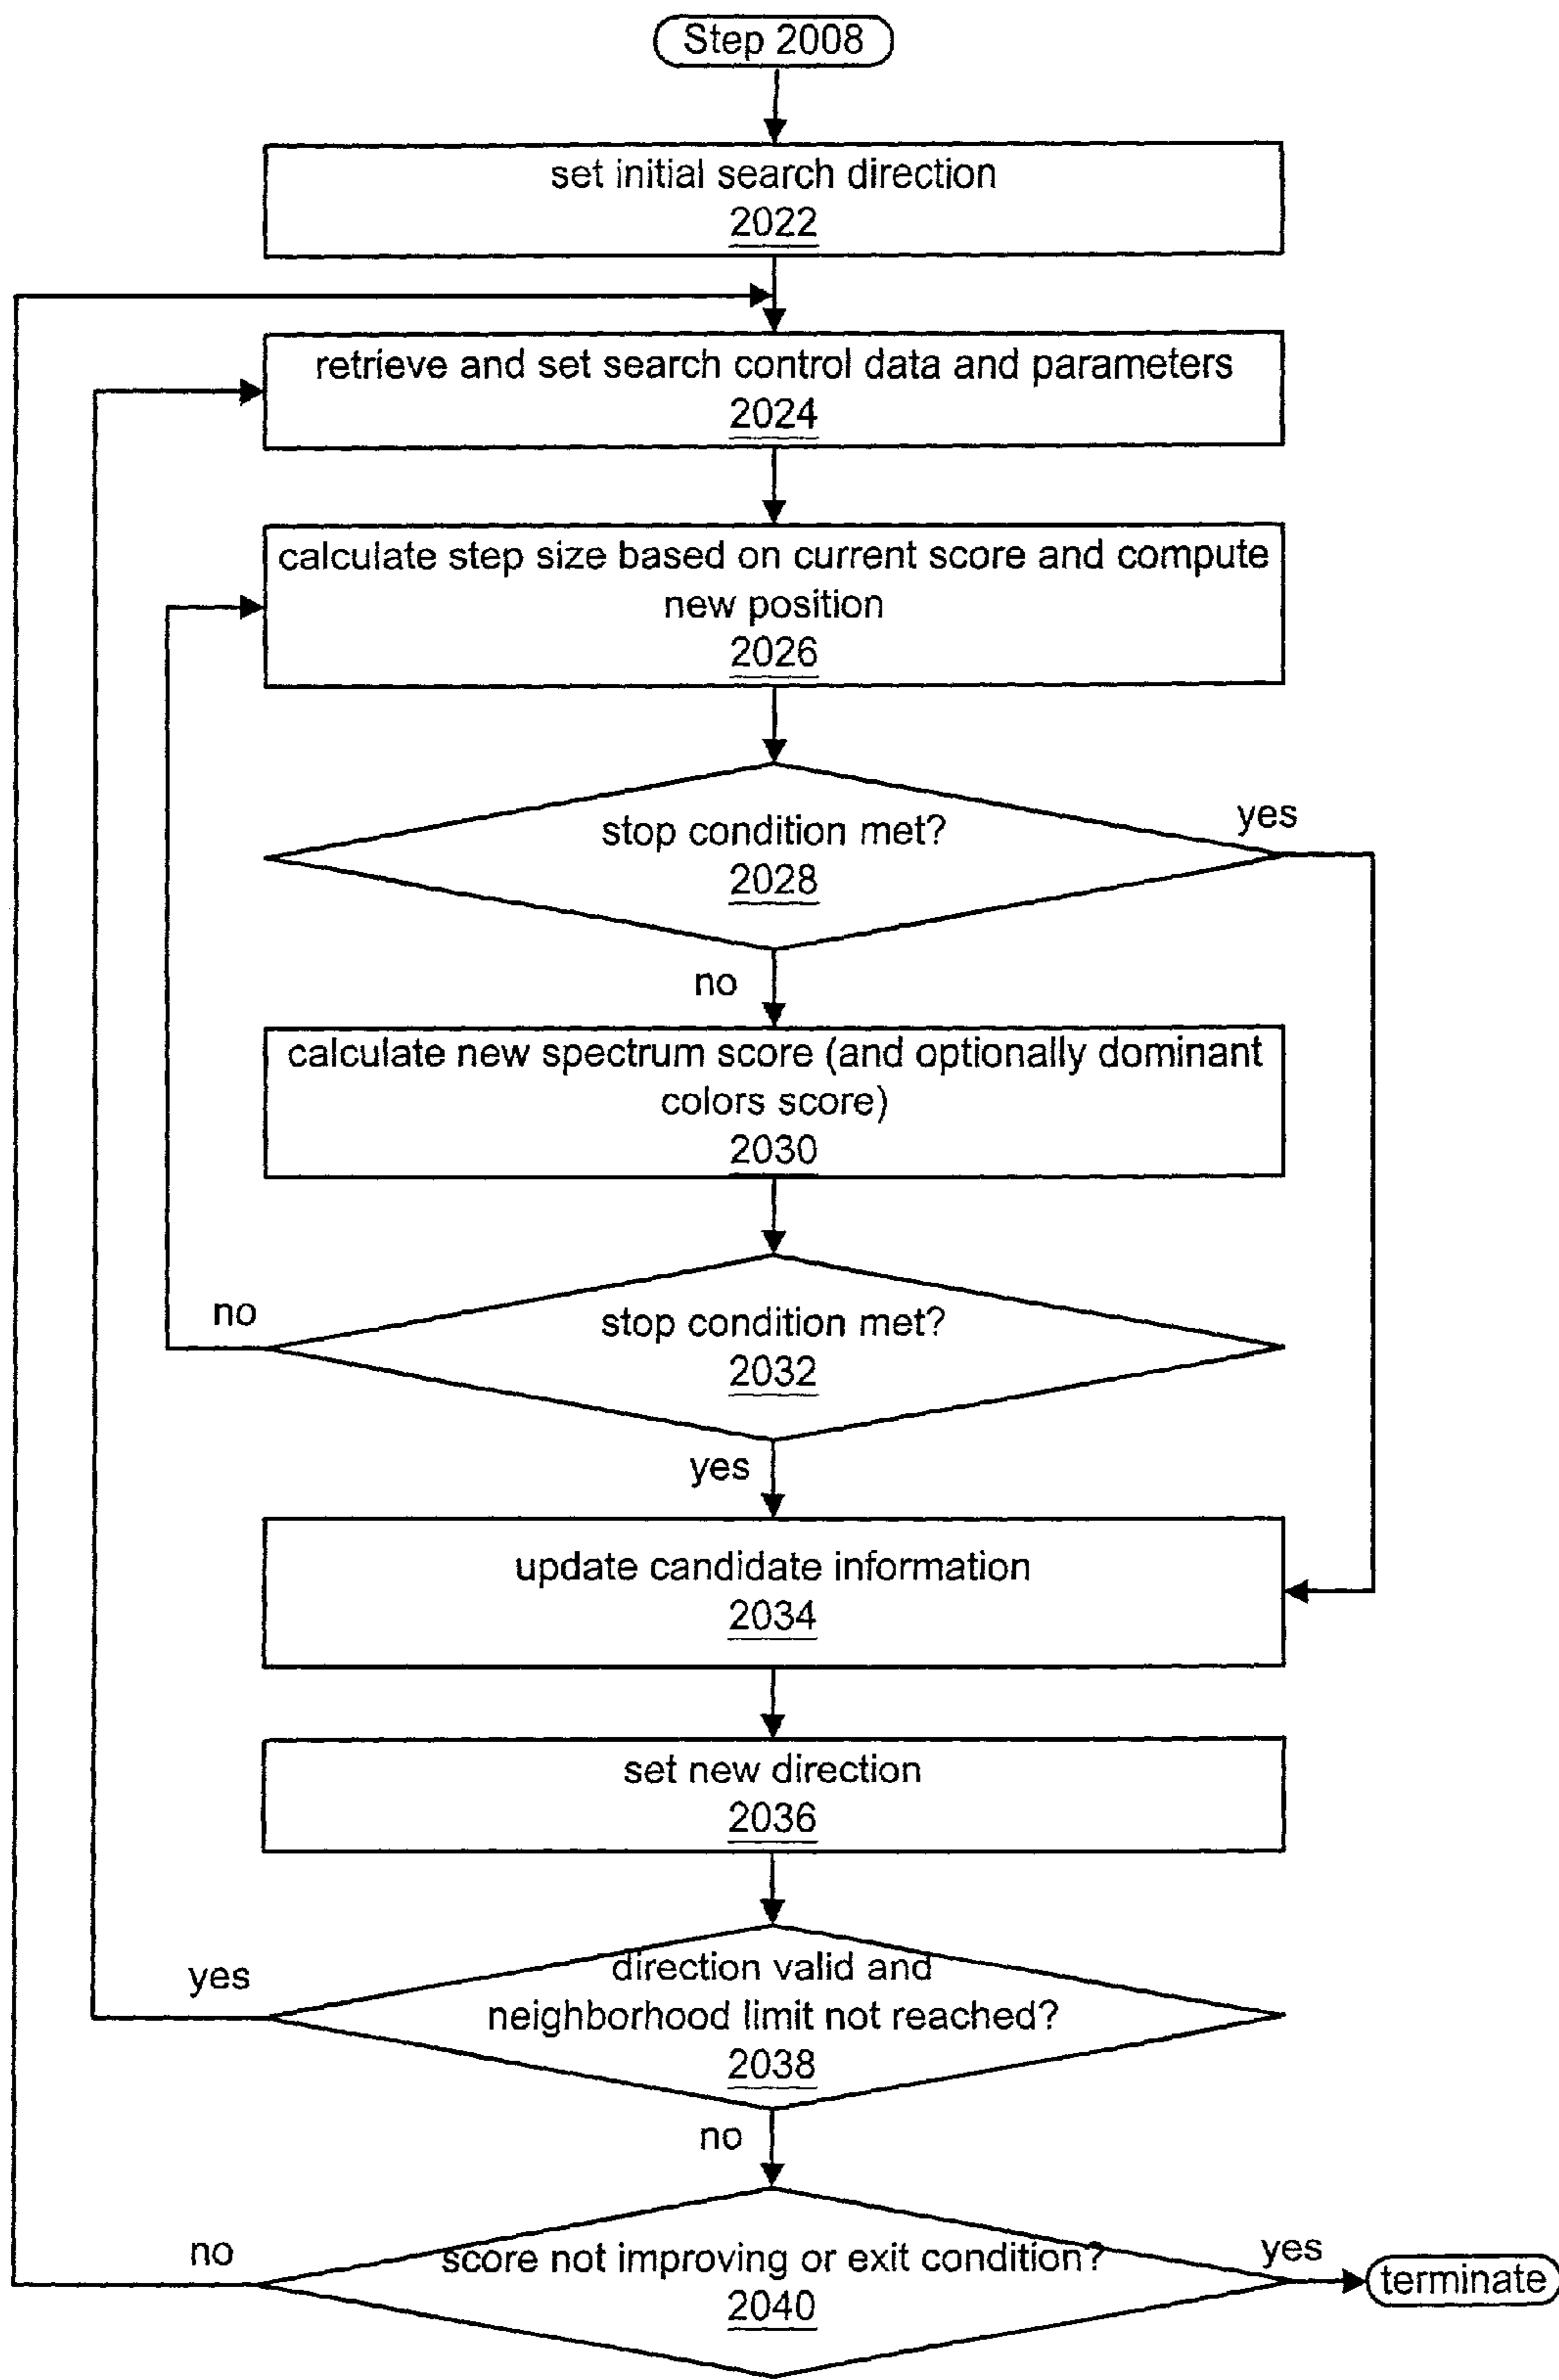 Step 2008
set initial search direction
2022
retrieve and set search control data and parameters
2024
calculate step size based on current score and compute
new position
2026
stop condition met?
2028
yes
no
calculate new spectrum score (and optionally dominant
colors score)
2030
stop condition met?
2032
no
yes
update candidate information
2034
set new direction
2036
direction valid and
neighborhood limit not reached?
2038
yes
no
score not improving or exit condition?
2040
no
yes
terminate